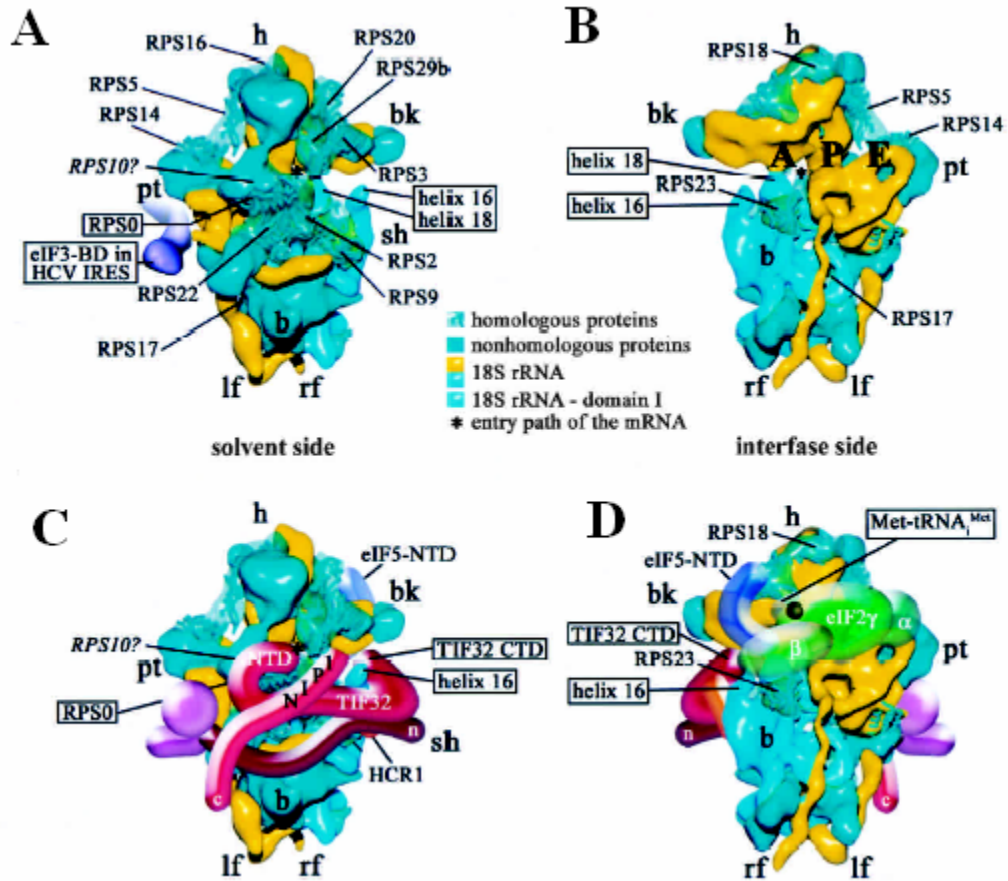 A
h
RPS16
RPS20
RPS29b
RPS5
bk
RPS14
RPS10?
RPS3
pt
helix 16
helix 18
RPS0
sh
eIF3-BD in
HCV IRES
RPS2
RPS22
RPS9
RPS17
b
lf
rf
solvent side
B
h
RPS18
RPS5
bk
RPS14
helix 18
A P E
pt
RPS23
*
helix 16
b
RPS17
rf
lf
interfase side
homologous proteins
nonhomologous proteins
18S rRNA
18S rRNA - domain I
* entry path of the mRNA
C
h
eIF5-NTD
bk
RPS10?
*
NTD
TIF32 CTD
pt
NIP1
helix 16
RPS0
TIF32
n
sh
HCR1
b
c
lf
rf
D
h
Met-tRNAiMet
RPS18
eIF5-NTD
bk
eIF2γ
α
TIF32 CTD
β
pt
RPS23
helix 16
n
b
c
rf
lf